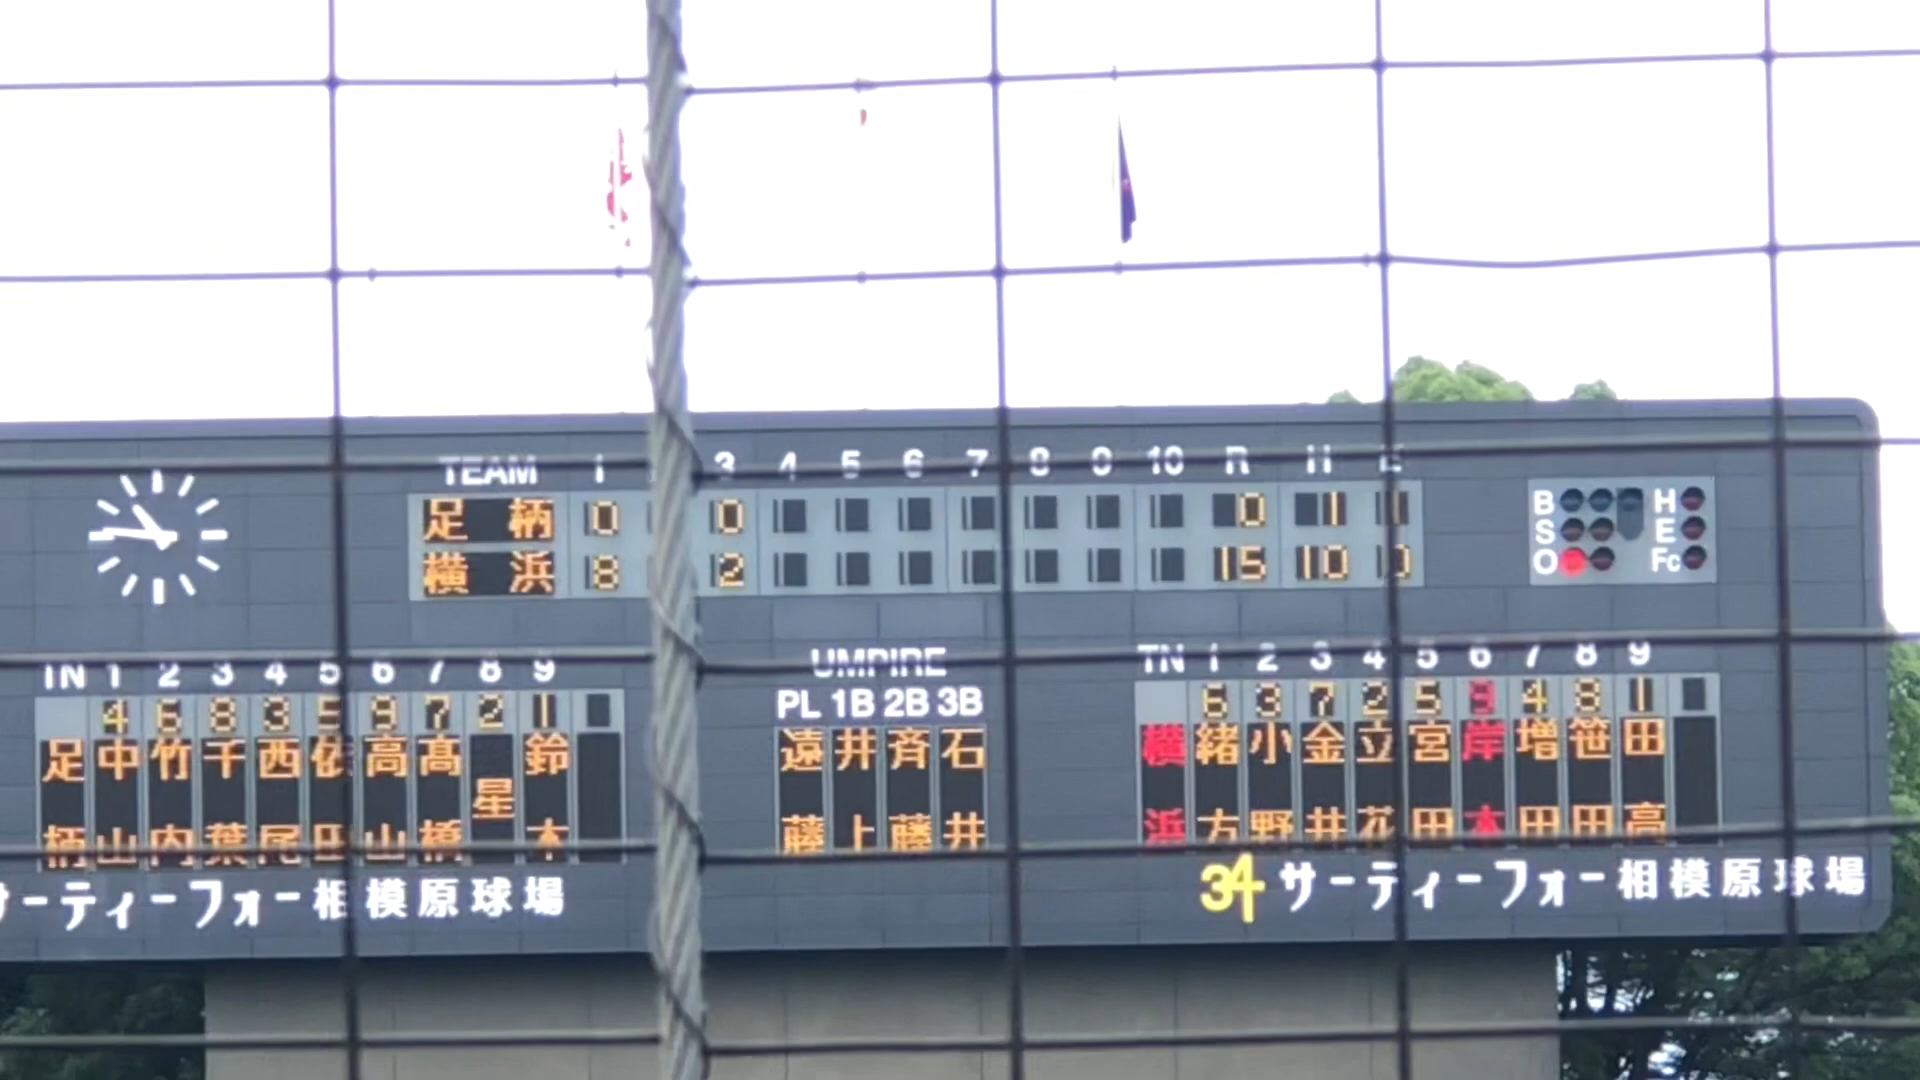 TEAM 1 3 4 5 6 7 8 9 10 R H E
足柄 0 0 0 1 1
横浜 8 2 15 10 0
B H
S E
O Fc
IN 1 2 3 4 5 6 7 8 9
4 6 8 3 5 9 7 2 1
足柄 中山 竹内 千葉 西尾 依田 高山 髙橋 星 鈴木
UMPIRE
PL 1B 2B 3B
遠藤 井上 斉藤 石井
TN 1 2 3 4 5 6 7 8 9
6 3 7 2 5 9 4 8 1
横浜 緒方 小野 金井 立花 宮田 岸本 増田 笹田 田高
サーティーフォー相模原球場
34 サーティーフォー相模原球場